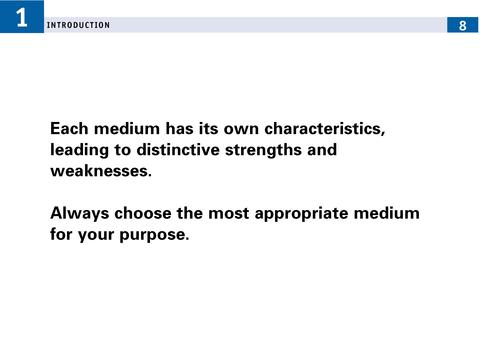 1
INTRODUCTION
8
Each medium has its own characteristics,
leading to distinctive strengths and
weaknesses.
Always choose the most appropriate medium
for your purpose.